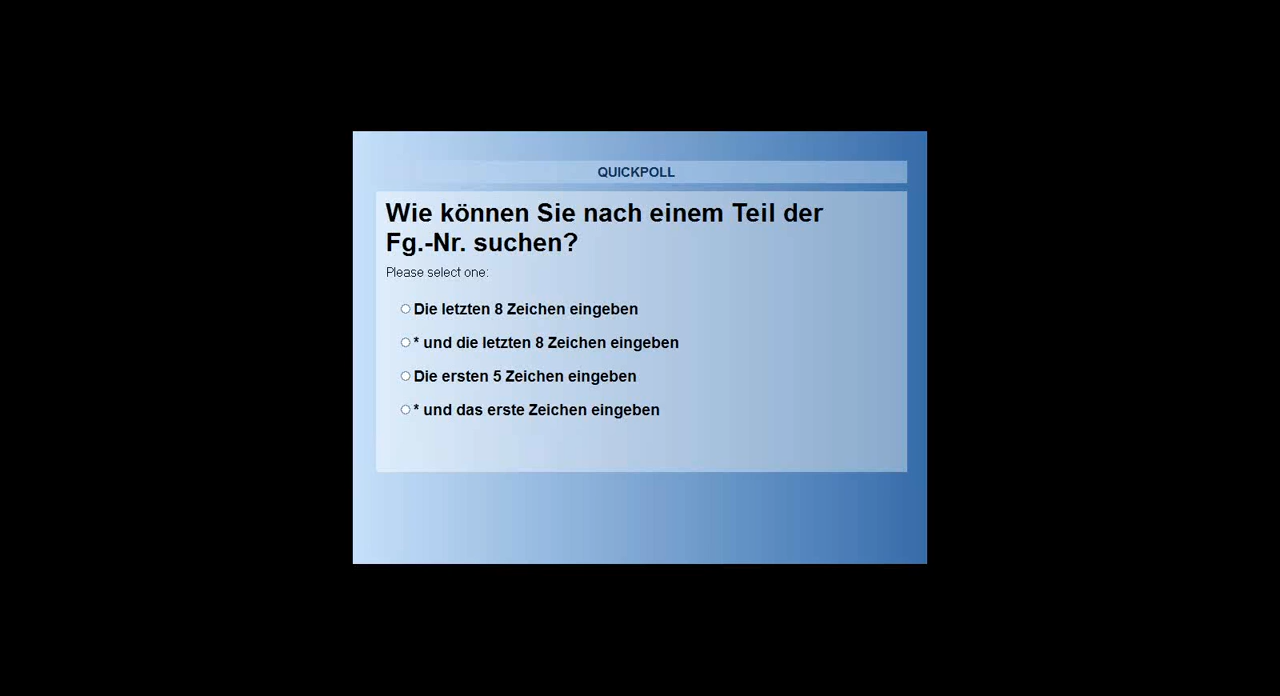 QUICKPOLL
Wie können Sie nach einem Teil der
Fg.-Nr. suchen?
Please select one:
Die letzten 8 Zeichen eingeben
* und die letzten 8 Zeichen eingeben
Die ersten 5 Zeichen eingeben
* und das erste Zeichen eingeben